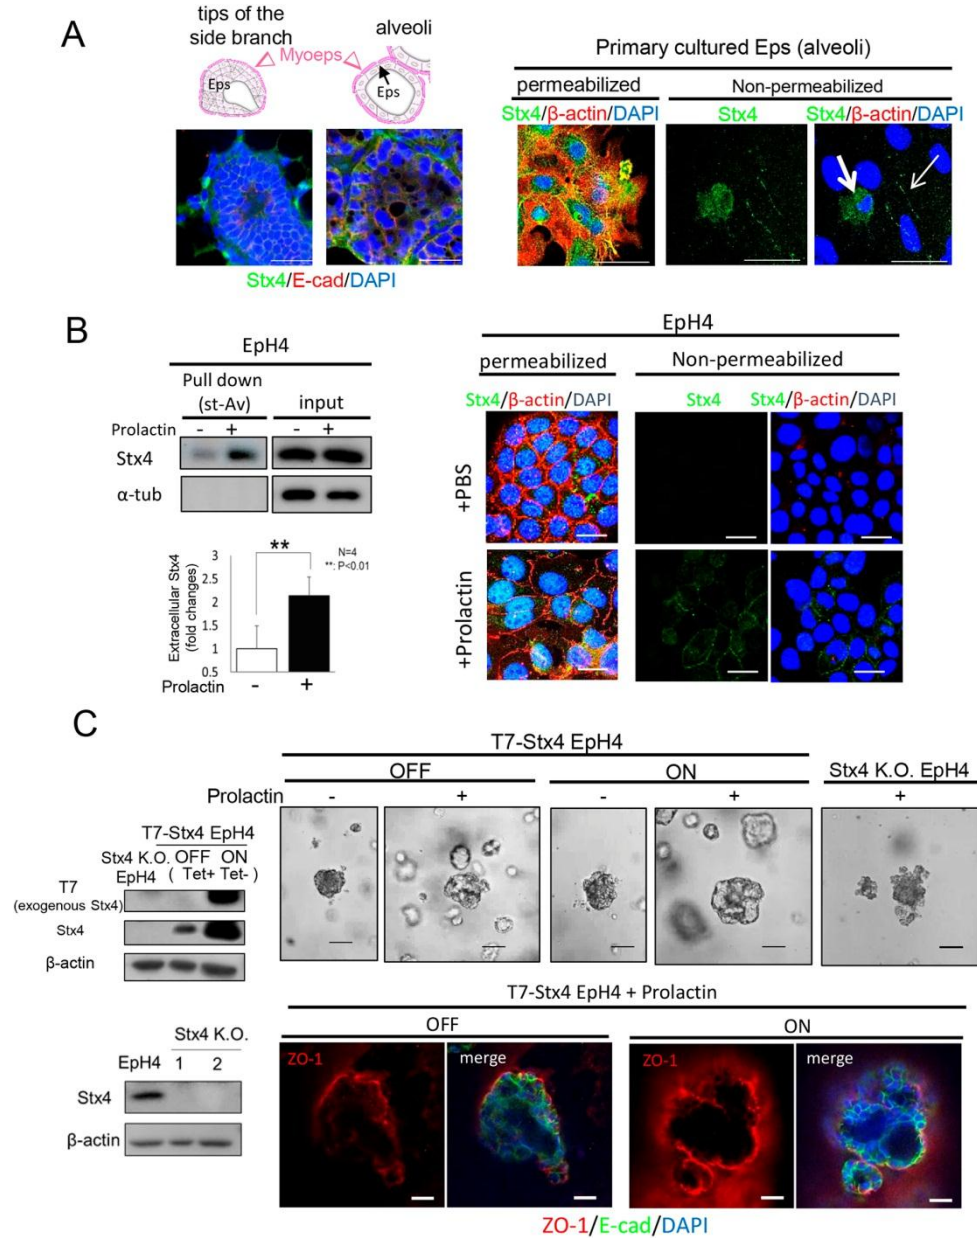 A
tips of the
side branch
alveoli
Myoeps
Eps
Eps
Stx4/E-cad/DAPI
Primary cultured Eps (alveoli)
permeabilized
Non-permeabilized
Stx4/β-actin/DAPI
Stx4
Stx4/β-actin/DAPI
B
EpH4
Pull down
(st-Av)
input
Prolactin - + - +
Stx4
α-tub
**
N=4
**: P<0.01
Extracellular Stx4
(fold changes)
3
2.5
2
1.5
1
0.5
Prolactin - +
EpH4
permeabilized
Non-permeabilized
Stx4/β-actin/DAPI
Stx4
Stx4/β-actin/DAPI
+PBS
+Prolactin
C
T7-Stx4 EpH4
Stx4 K.O. OFF ON
EpH4 ( Tet+ Tet- )
T7
(exogenous Stx4)
Stx4
β-actin
Stx4 K.O.
EpH4 1 2
Stx4
β-actin
T7-Stx4 EpH4
OFF
ON
Stx4 K.O. EpH4
Prolactin - + - + +
T7-Stx4 EpH4 + Prolactin
OFF
ON
ZO-1
merge
ZO-1
merge
ZO-1/E-cad/DAPI